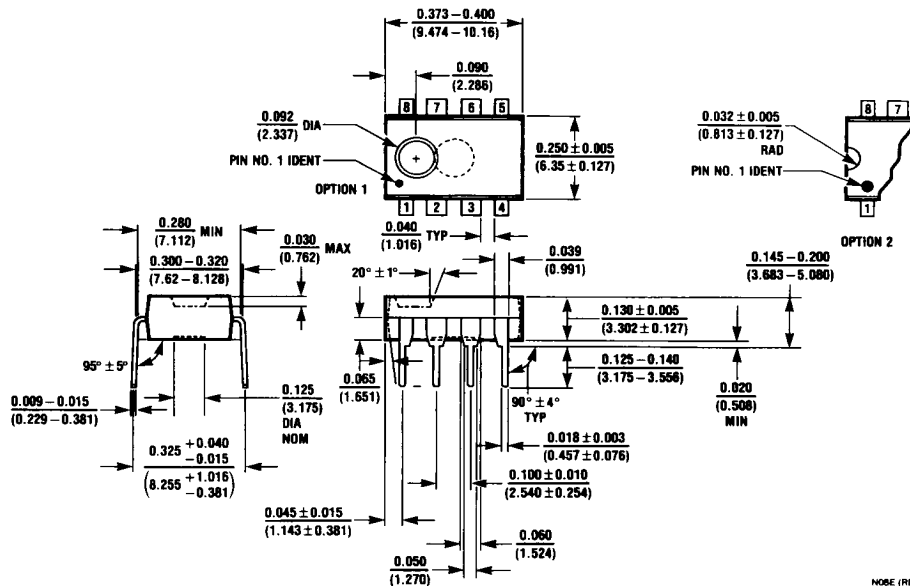 0.373 – 0.400
(9.474 – 10.16)
0.090
(2.286)
8 7 6 5
0.092 DIA
(2.337)
PIN NO. 1 IDENT
OPTION 1
0.250 ± 0.005
(6.35 ± 0.127)
1 2 3 4
0.032 ± 0.005
(0.813 ± 0.127)
RAD
PIN NO. 1 IDENT
8 7
1
OPTION 2
0.280 MIN
(7.112)
0.030 MAX
(0.762)
0.300 – 0.320
(7.62 – 8.128)
0.040 TYP
(1.016)
0.039
(0.991)
20° ± 1°
0.145 – 0.200
(3.683 – 5.080)
0.130 ± 0.005
(3.302 ± 0.127)
95° ± 5°
0.065
(1.651)
0.125 – 0.140
(3.175 – 3.556)
0.020
(0.508)
MIN
90° ± 4°
TYP
0.009 – 0.015
(0.229 – 0.381)
0.125
(3.175)
DIA
NOM
0.018 ± 0.003
(0.457 ± 0.076)
0.325 +0.040 −0.015
(8.255 +1.016 −0.381)
0.100 ± 0.010
(2.540 ± 0.254)
0.045 ± 0.015
(1.143 ± 0.381)
0.060
(1.524)
0.050
(1.270)